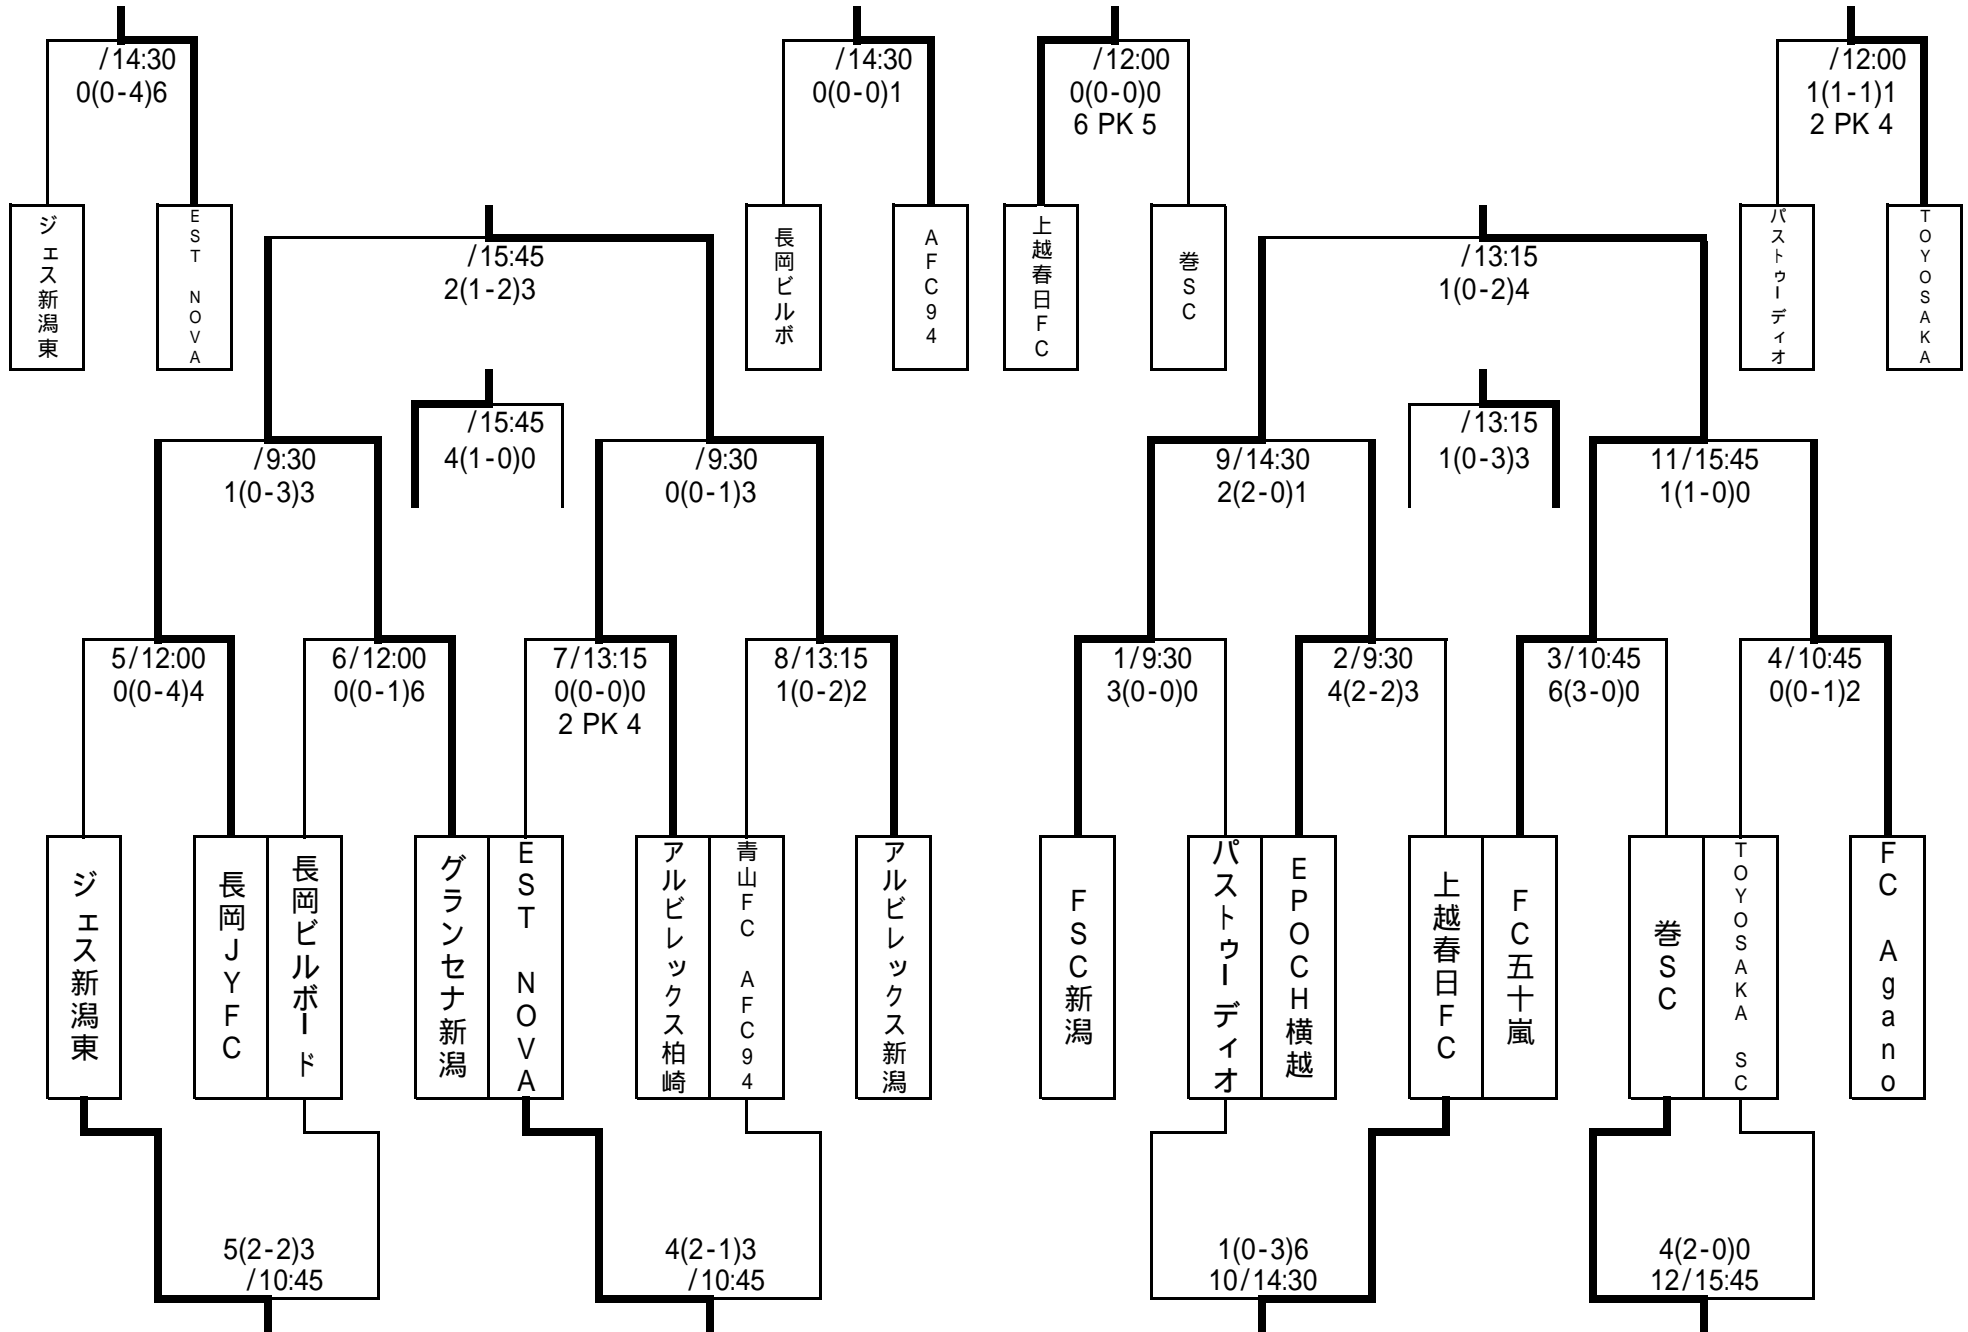 /14:30
0(0-4)6
/14:30
0(0-0)1
/12:00
0(0-0)0
6 PK 5
/12:00
1(1-1)1
2 PK 4
ジェス新潟東
EST NOVA
長岡ビルボ
AFC94
上越春日FC
巻SC
パストゥーディオ
TOYOSAKA
/15:45
2(1-2)3
/13:15
1(0-2)4
/15:45
4(1-0)0
/13:15
1(0-3)3
/9:30
1(0-3)3
/9:30
0(0-1)3
9/14:30
2(2-0)1
11/15:45
1(1-0)0
5/12:00
0(0-4)4
6/12:00
0(0-1)6
7/13:15
0(0-0)0
2 PK 4
8/13:15
1(0-2)2
1/9:30
3(0-0)0
2/9:30
4(2-2)3
3/10:45
6(3-0)0
4/10:45
0(0-1)2
ジェス新潟東
長岡JYFC
長岡ビルボード
グランセナ新潟
EST NOVA
アルビレックス柏崎
青山FC AFC94
アルビレックス新潟
FSC新潟
パストゥーディオ
EPOCH横越
上越春日FC
FC五十嵐
巻SC
TOYOSAKA SC
FC Agano
5(2-2)3
/10:45
4(2-1)3
/10:45
1(0-3)6
10/14:30
4(2-0)0
12/15:45